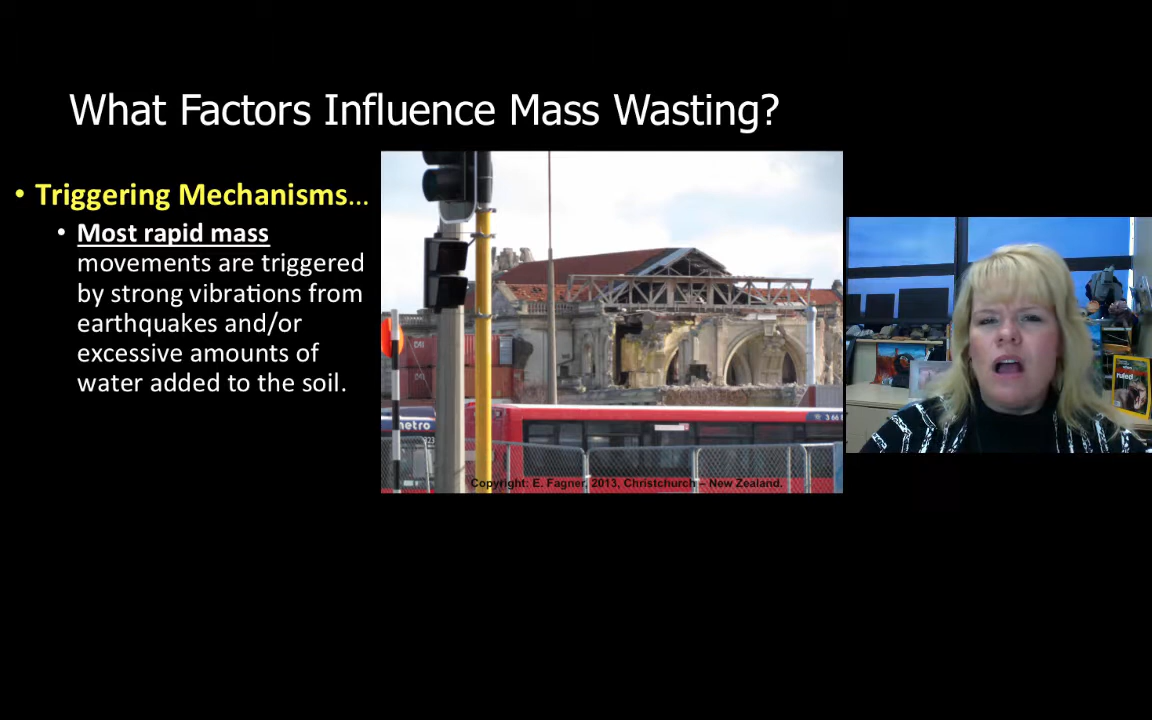 What Factors Influence Mass Wasting?
• Triggering Mechanisms...
• Most rapid mass
movements are triggered
by strong vibrations from
earthquakes and/or
excessive amounts of
water added to the soil.
metro
Copyright: E. Fagner, 2013, Christchurch – New Zealand.